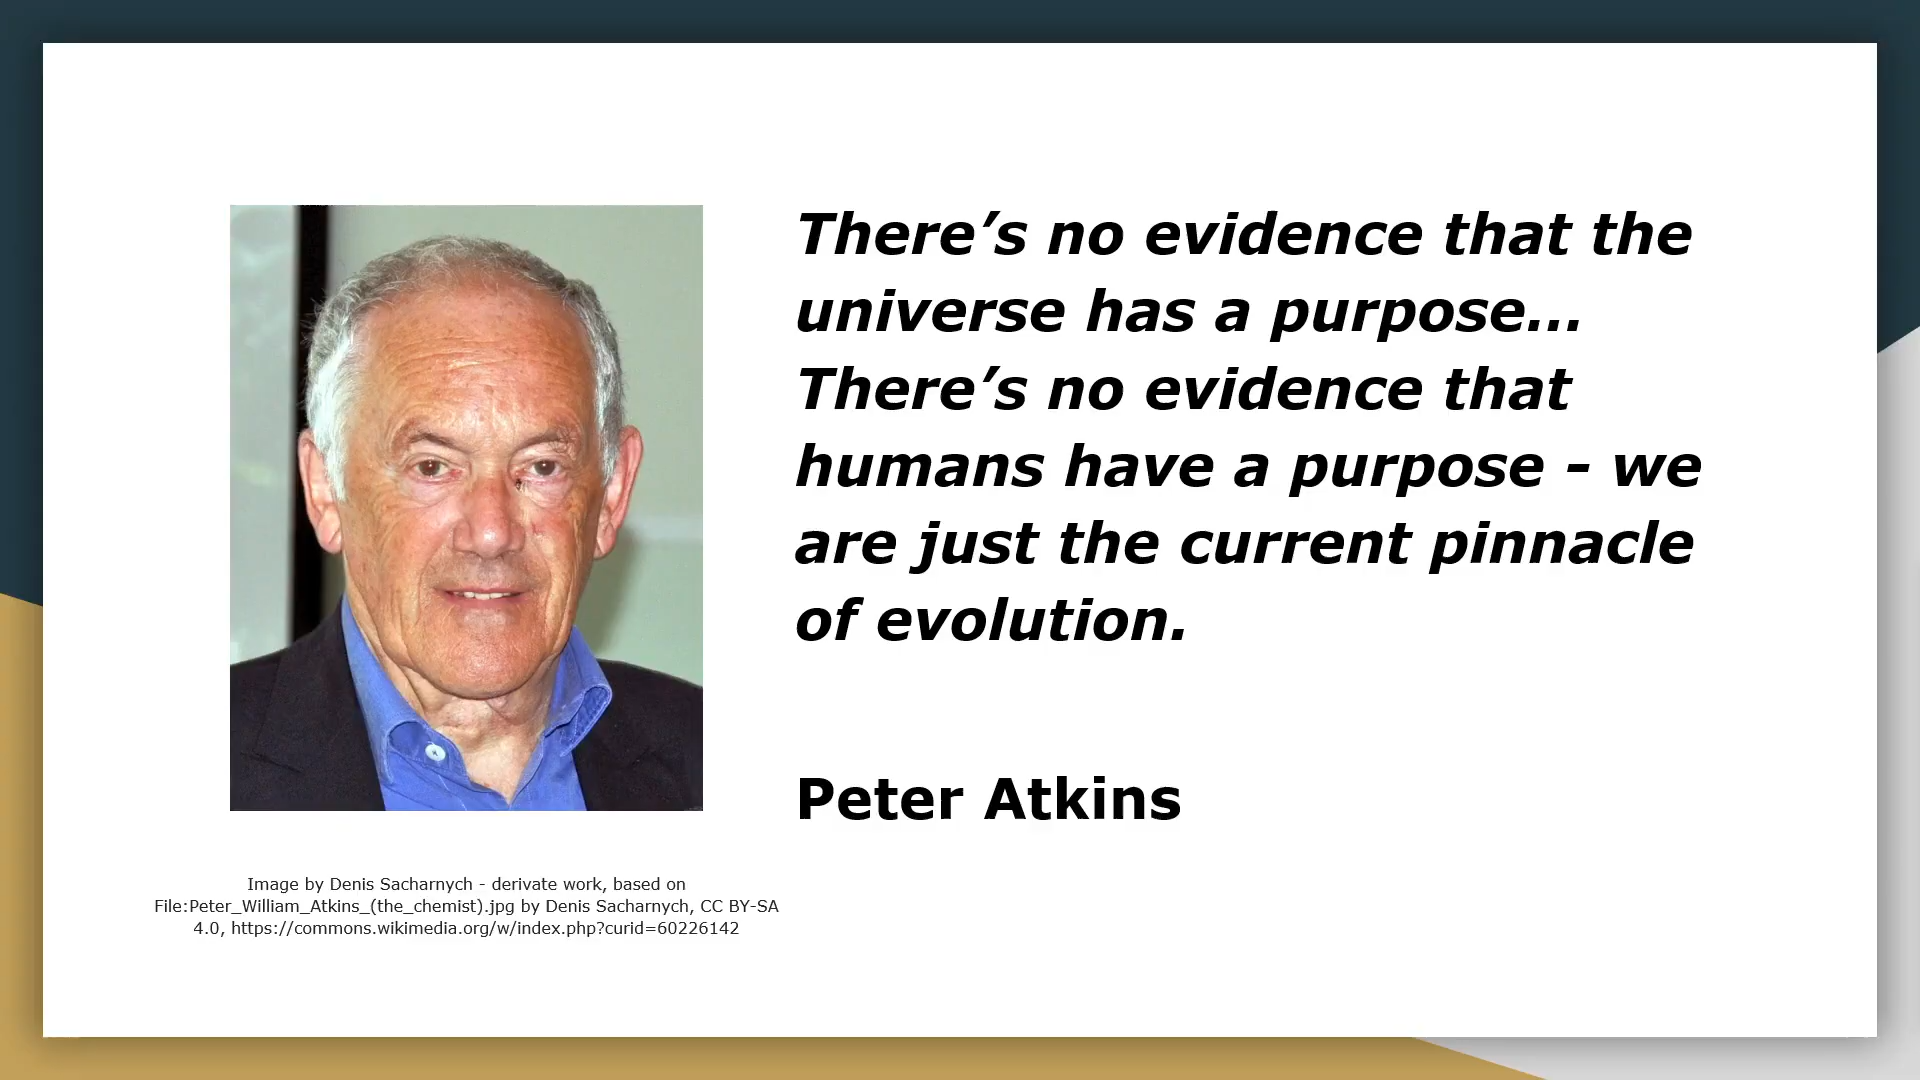 There’s no evidence that the
universe has a purpose...
There’s no evidence that
humans have a purpose - we
are just the current pinnacle
of evolution.
Peter Atkins
Image by Denis Sacharnych - derivate work, based on
File:Peter_William_Atkins_(the_chemist).jpg by Denis Sacharnych, CC BY-SA
4.0, https://commons.wikimedia.org/w/index.php?curid=60226142